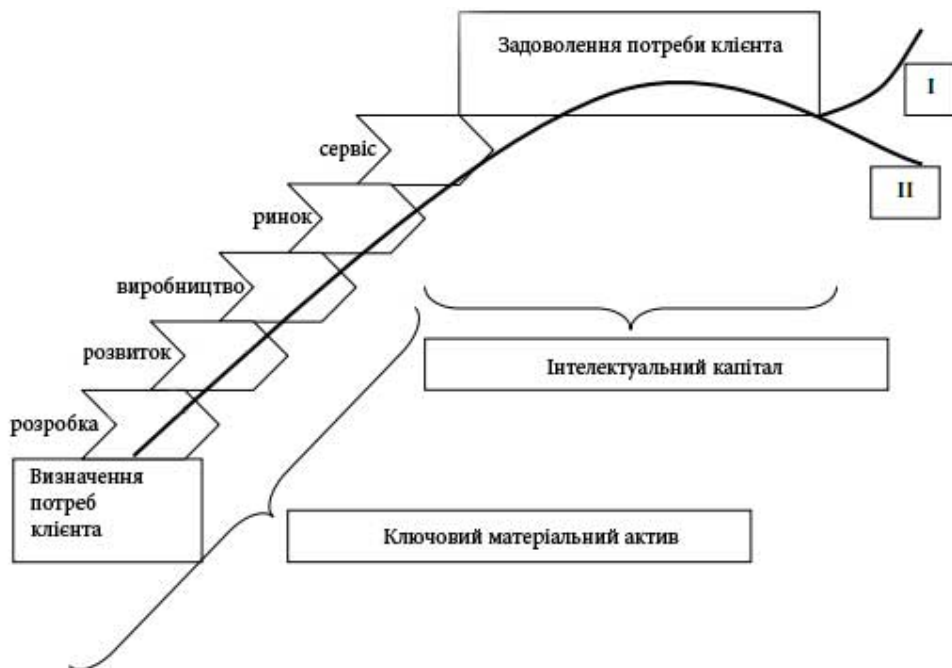 Задоволення потреби клієнта
I
сервіс
II
ринок
виробництво
розвиток
Інтелектуальний капітал
розробка
Визначення
потреб
клієнта
Ключовий матеріальний актив